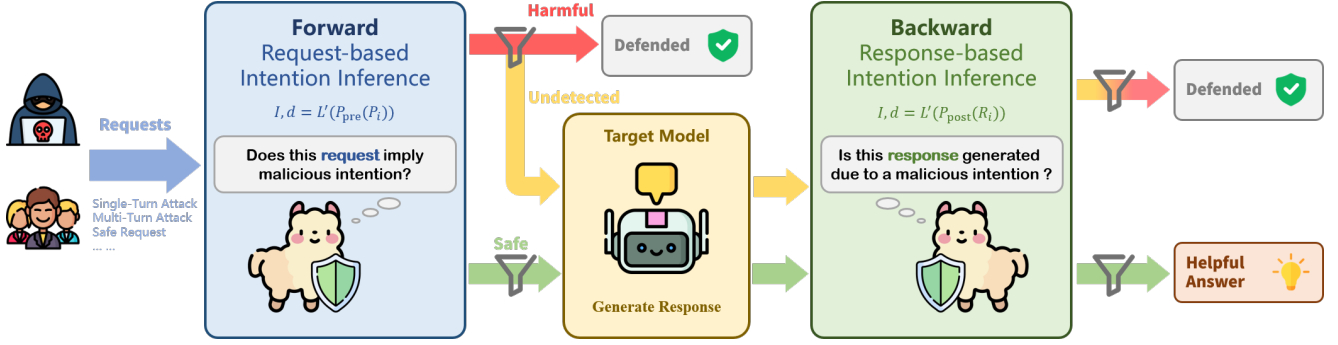 Requests
Single-Turn Attack
Multi-Turn Attack
Safe Request
... ...
Forward
Request-based
Intention Inference
I, d = L′(P_pre(P_i))
Does this request imply
malicious intention?
Harmful
Defended
Undetected
Safe
Target Model
Generate Response
Backward
Response-based
Intention Inference
I, d = L′(P_post(R_i))
Is this response generated
due to a malicious intention ?
Defended
Helpful
Answer